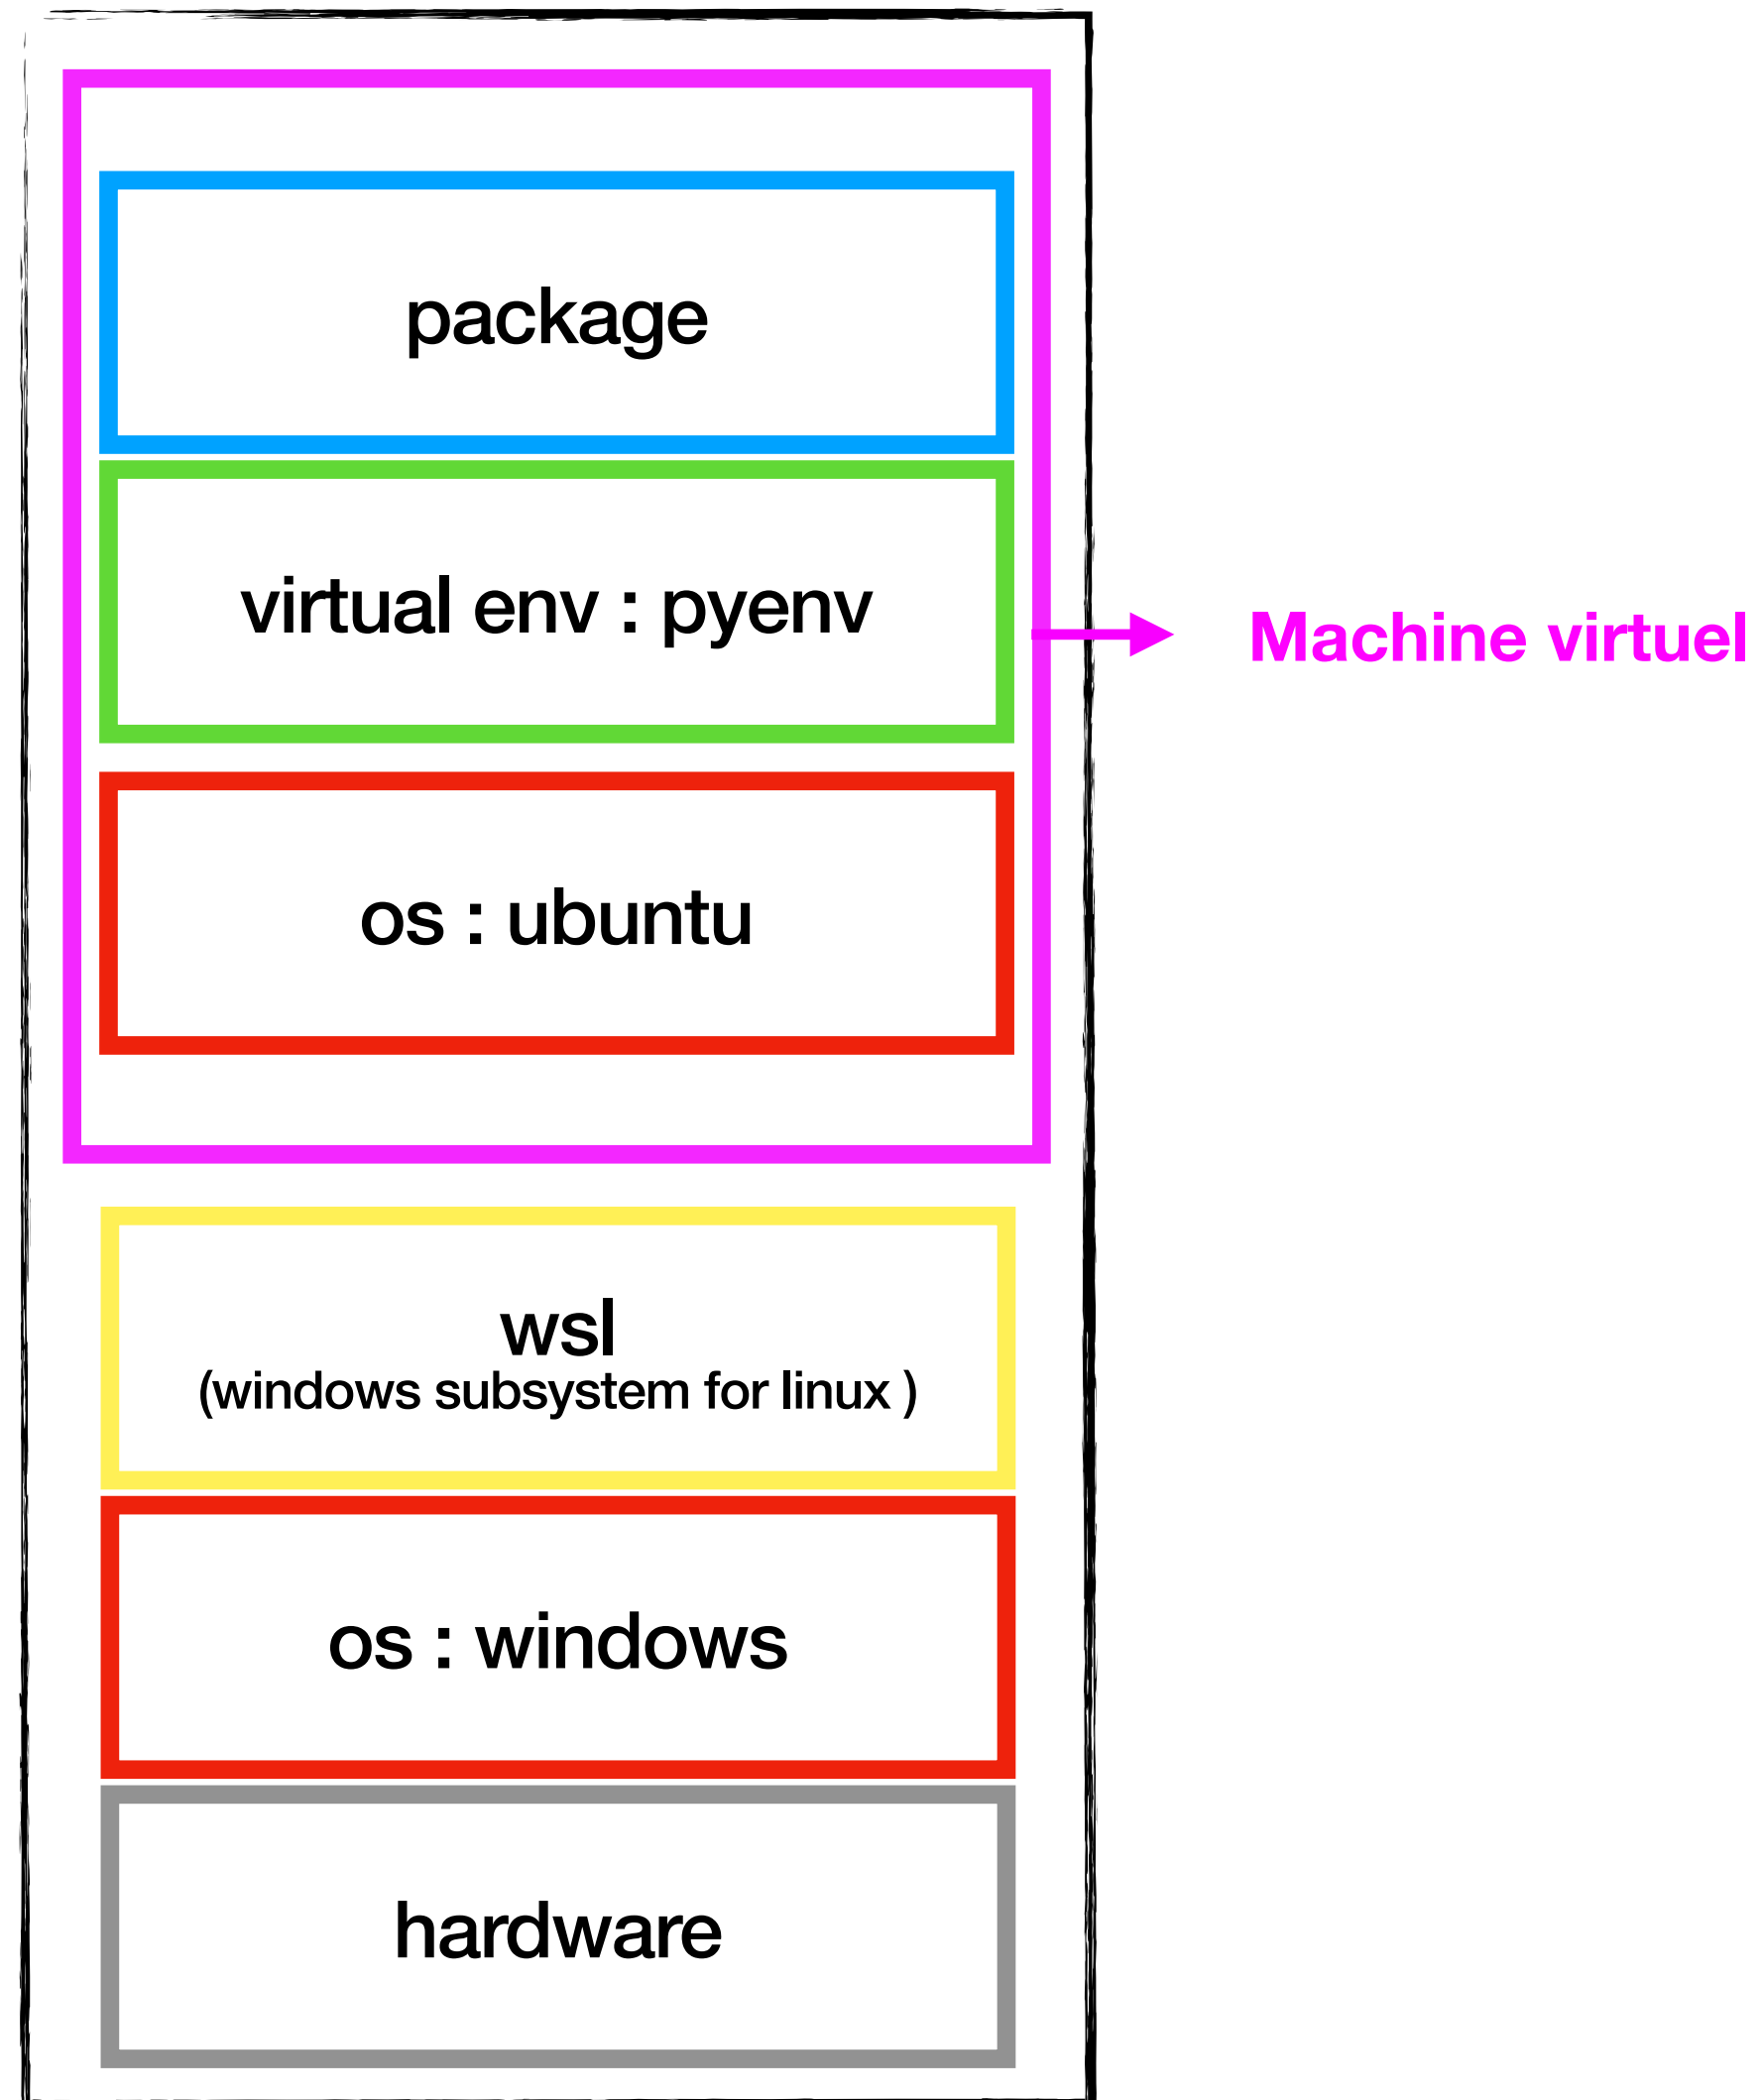 package
virtual env : pyenv
Machine virtuel
os : ubuntu
wsl
(windows subsystem for linux )
os : windows
hardware